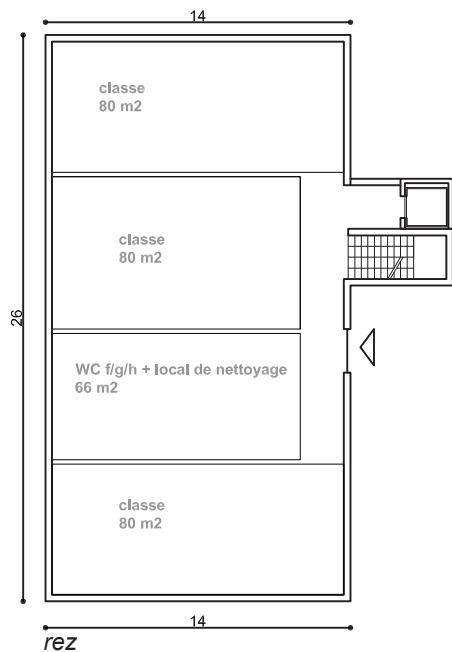 14
classe
80 m2
classe
80 m2
26
WC f/g/h + local de nettoyage
66 m2
classe
80 m2
14
rez